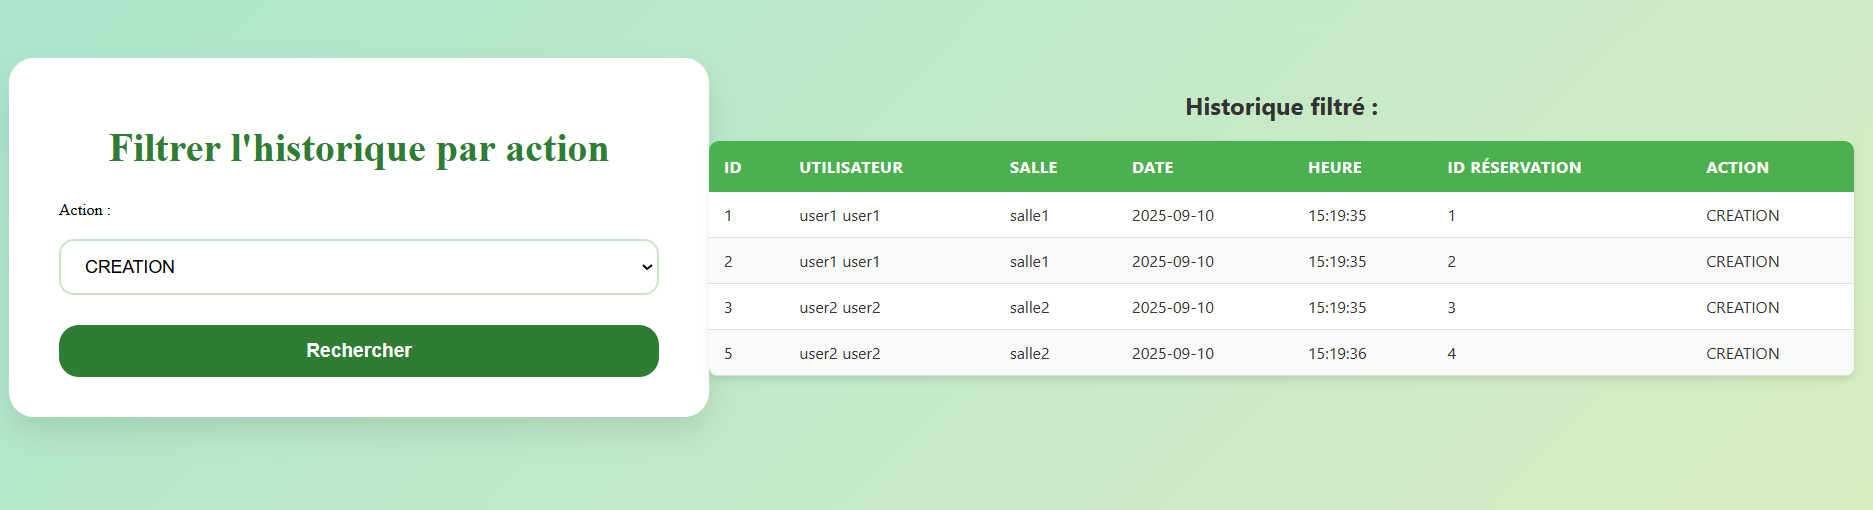 Filtrer l'historique par action
Action :
CREATION
Rechercher
Historique filtré :
ID UTILISATEUR SALLE DATE HEURE ID RÉSERVATION ACTION
1 user1 user1 salle1 2025-09-10 15:19:35 1 CREATION
2 user1 user1 salle1 2025-09-10 15:19:35 2 CREATION
3 user2 user2 salle2 2025-09-10 15:19:35 3 CREATION
5 user2 user2 salle2 2025-09-10 15:19:36 4 CREATION